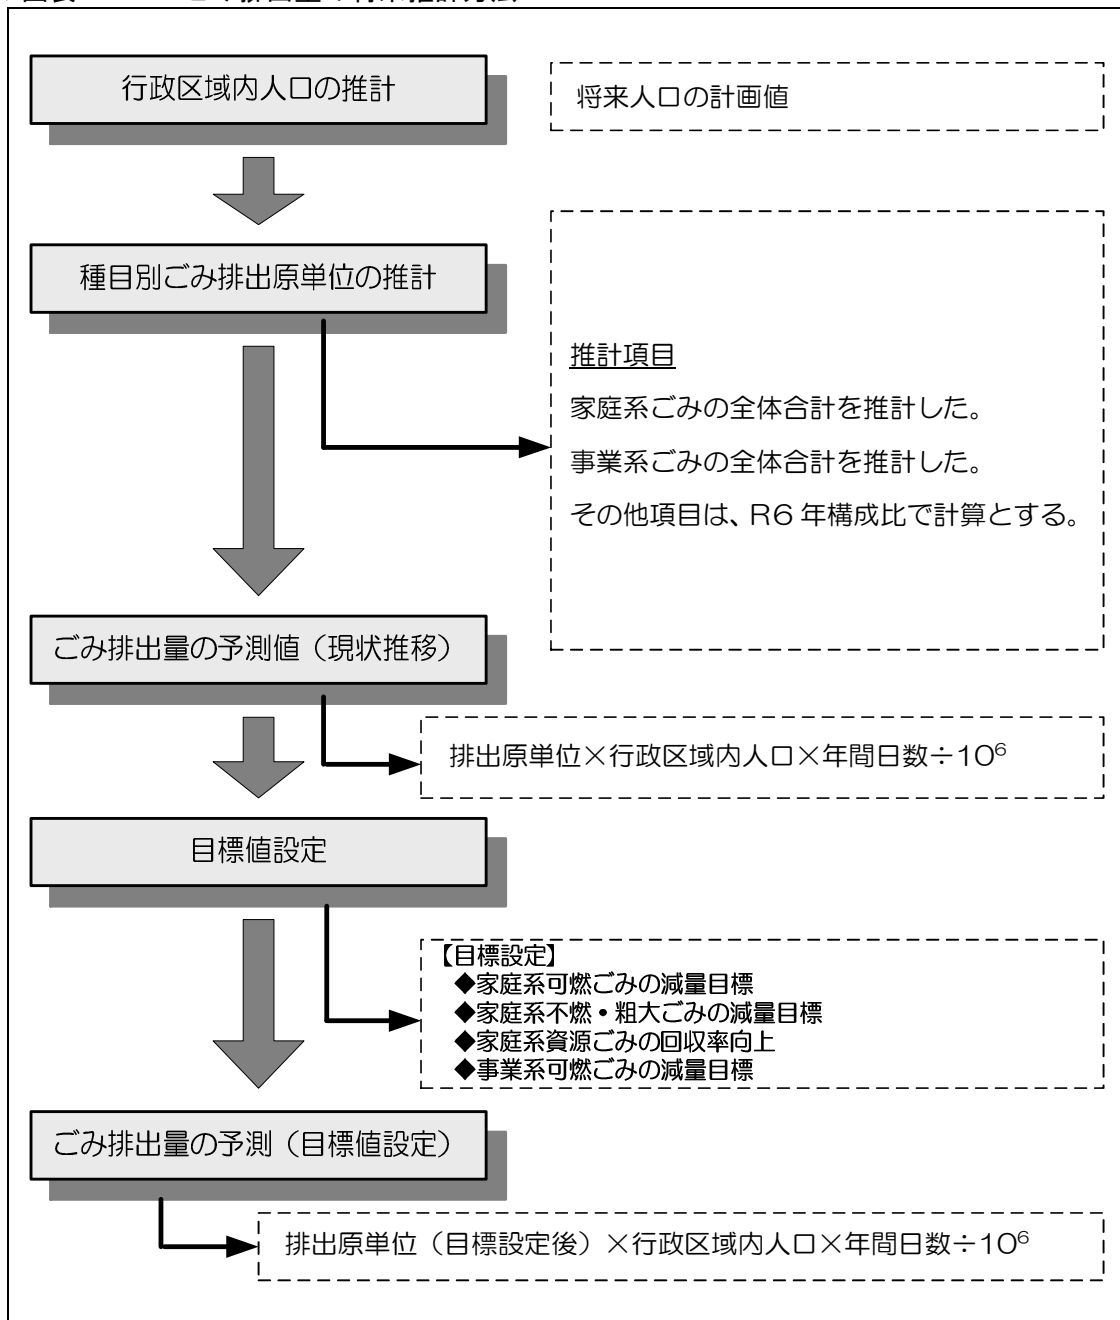 行政区域内人口の推計
将来人口の計画値
種目別ごみ排出原単位の推計
推計項目
家庭系ごみの全体合計を推計した。
事業系ごみの全体合計を推計した。
その他項目は、R6年構成比で計算とする。
ごみ排出量の予測値（現状推移）
排出原単位×行政区域内人口×年間日数÷10⁶
目標値設定
【目標設定】
◆家庭系可燃ごみの減量目標
◆家庭系不燃・粗大ごみの減量目標
◆家庭系資源ごみの回収率向上
◆事業系可燃ごみの減量目標
ごみ排出量の予測（目標値設定）
排出原単位（目標設定後）×行政区域内人口×年間日数÷10⁶